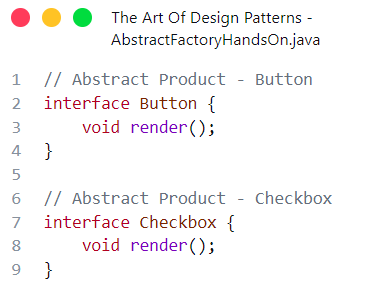 The Art Of Design Patterns -
AbstractFactoryHandsOn.java
1 // Abstract Product - Button
2 interface Button {
3     void render();
4 }
5
6 // Abstract Product - Checkbox
7 interface Checkbox {
8     void render();
9 }